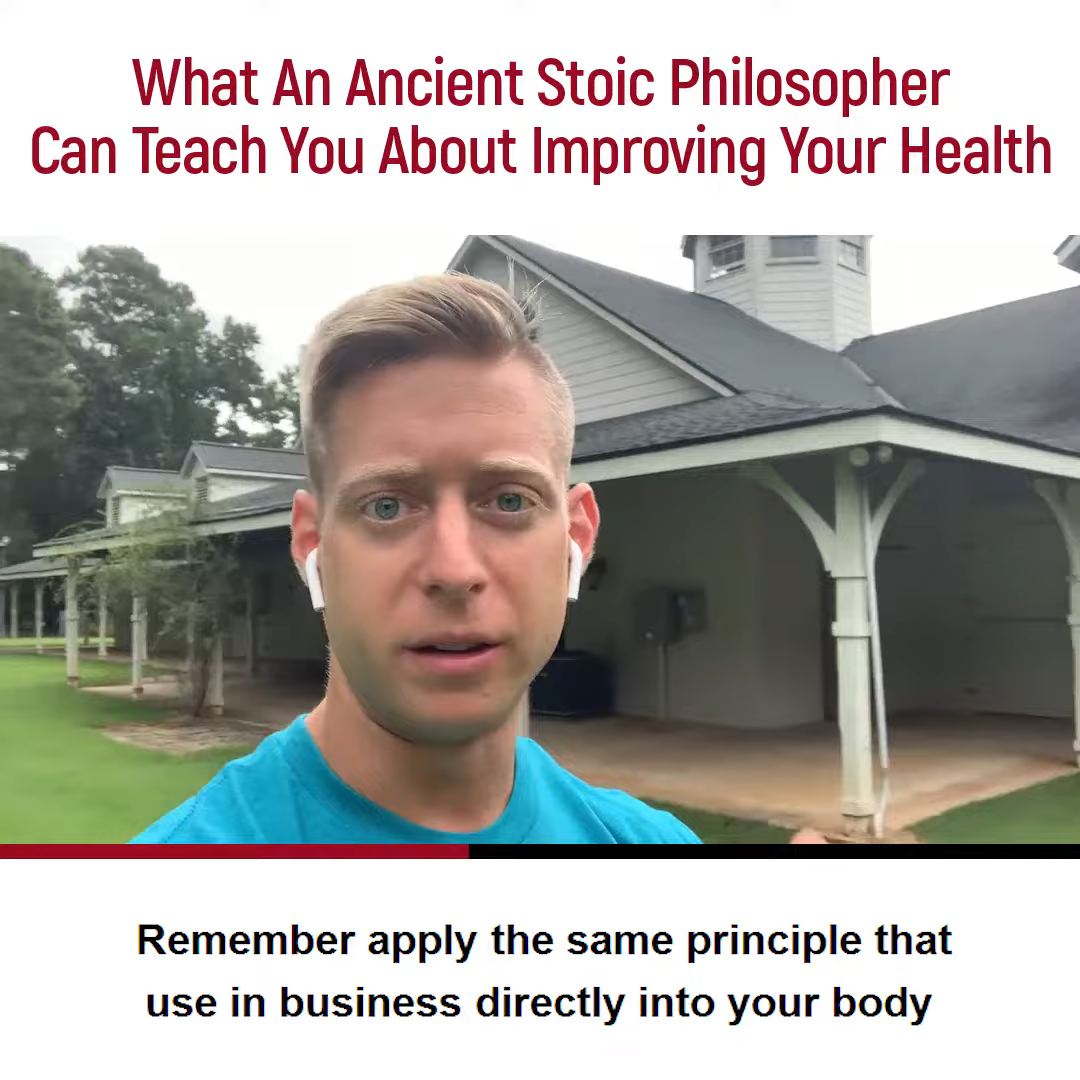 What An Ancient Stoic Philosopher
Can Teach You About Improving Your Health
Remember apply the same principle that
use in business directly into your body